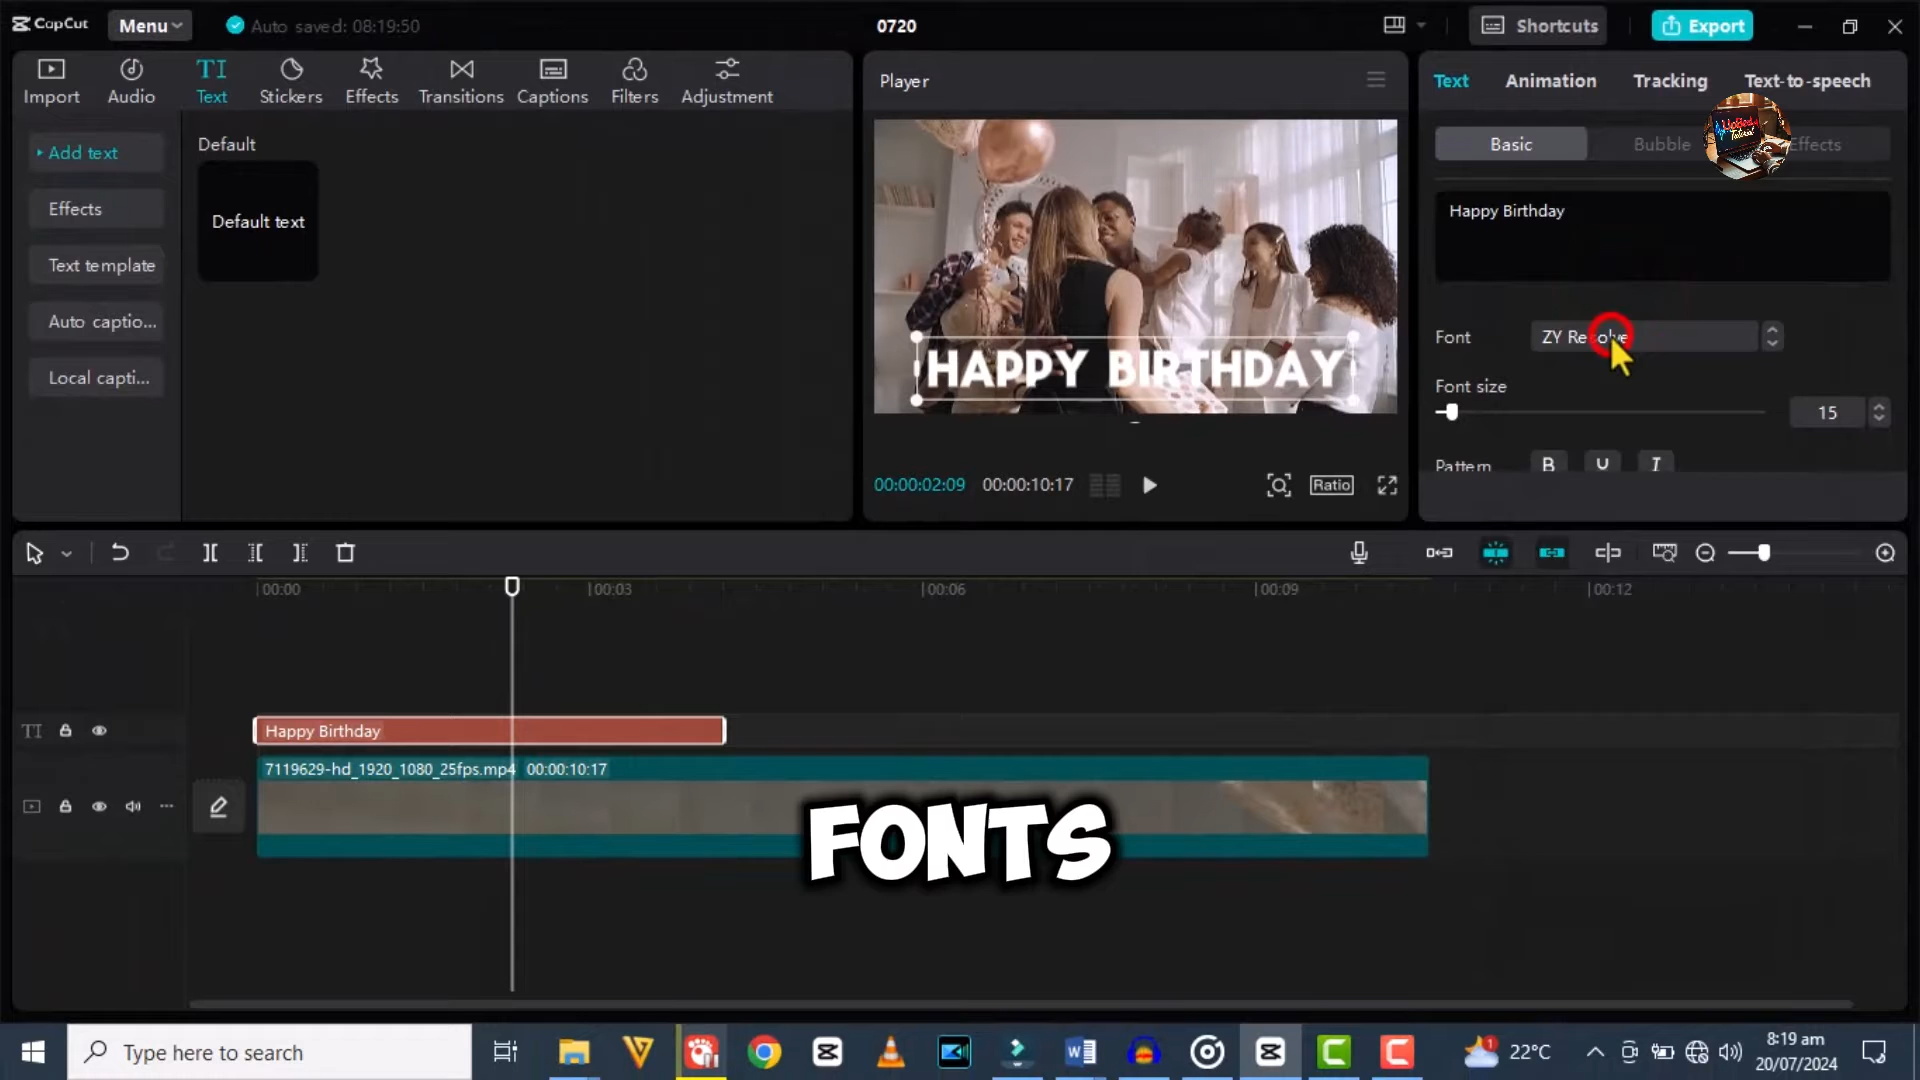 CapCut
Menu
Auto saved: 08:19:50
0720
Shortcuts
Export
Import
Audio
TI
Text
Stickers
Effects
Transitions
Captions
Filters
Adjustment
Add text
Effects
Text template
Auto captio...
Local capti...
Default
Default text
Player
HAPPY BIRTHDAY
00:00:02:09
00:00:10:17
Ratio
Text
Animation
Tracking
Text-to-speech
Basic
Bubble
Effects
Happy Birthday
Font
ZY Resolve
Font size
15
Pattern
B
U
I
00:00
00:03
00:06
00:09
00:12
TI
Happy Birthday
7119629-hd_1920_1080_25fps.mp4 00:00:10:17
FONTS
Type here to search
1
22°C
8:19 am
20/07/2024